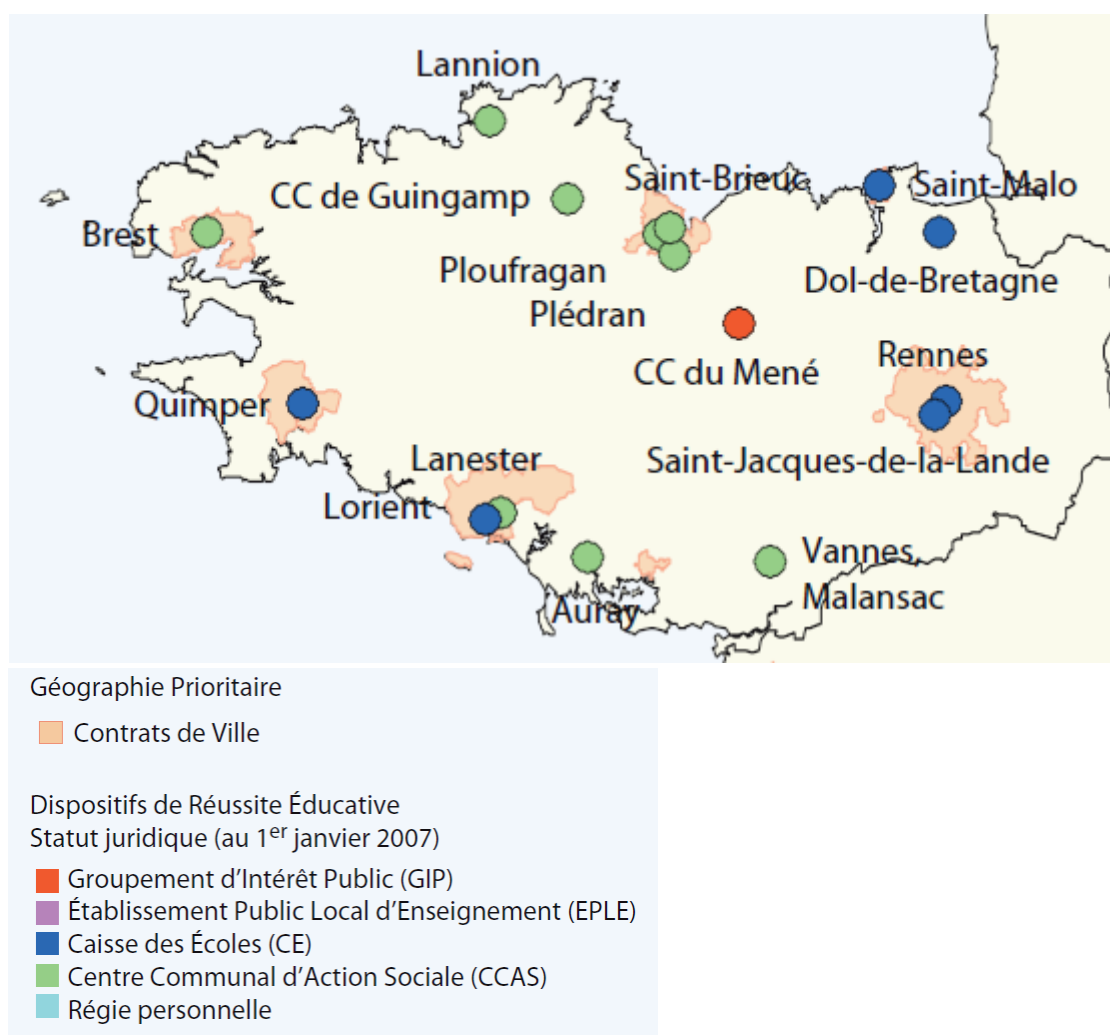 Lannion
CC de Guingamp
Saint-Brieuc
Saint-Malo
Brest
Ploufragan
Dol-de-Bretagne
Plédran
CC du Mené
Rennes
Quimper
Lanester
Saint-Jacques-de-la-Lande
Lorient
Vannes
Auray
Malansac
Géographie Prioritaire
Contrats de Ville
Dispositifs de Réussite Éducative
Statut juridique (au 1er janvier 2007)
Groupement d'Intérêt Public (GIP)
Établissement Public Local d'Enseignement (EPLE)
Caisse des Écoles (CE)
Centre Communal d'Action Sociale (CCAS)
Régie personnelle